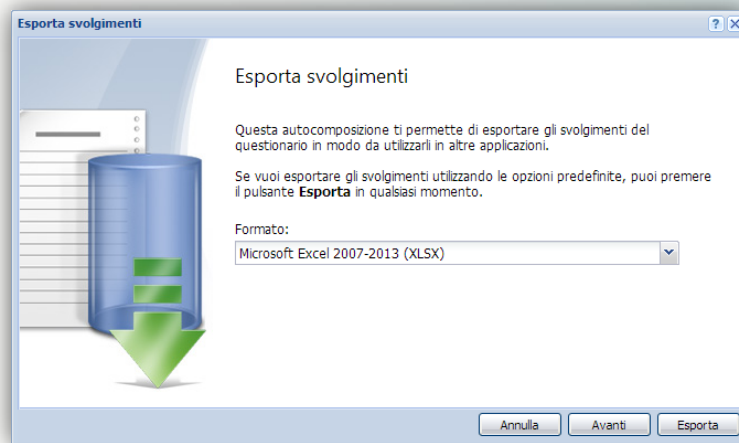 Esporta svolgimenti
Esporta svolgimenti
Questa autocomposizione ti permette di esportare gli svolgimenti del
questionario in modo da utilizzarli in altre applicazioni.
Se vuoi esportare gli svolgimenti utilizzando le opzioni predefinite, puoi premere
il pulsante Esporta in qualsiasi momento.
Formato:
Microsoft Excel 2007-2013 (XLSX)
Annulla Avanti Esporta